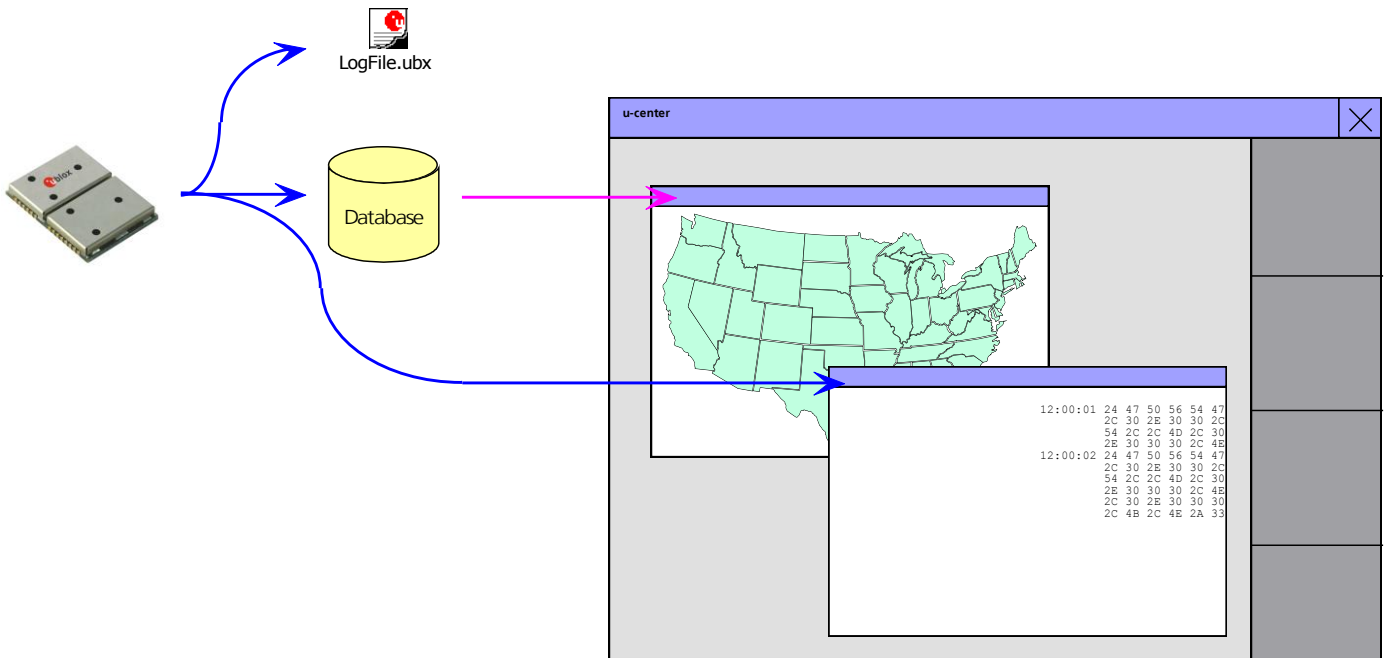 LogFile.ubx
u-center
ublox
Database
12:00:01 24 47 50 56 54 47
2C 30 2E 30 30 2C
54 2C 2C 4D 2C 30
2E 30 30 30 2C 4E
12:00:02 24 47 50 56 54 47
2C 30 2E 30 30 2C
54 2C 2C 4D 2C 30
2E 30 30 30 2C 4E
2C 30 2E 30 30 30
2C 4B 2C 4E 2A 33